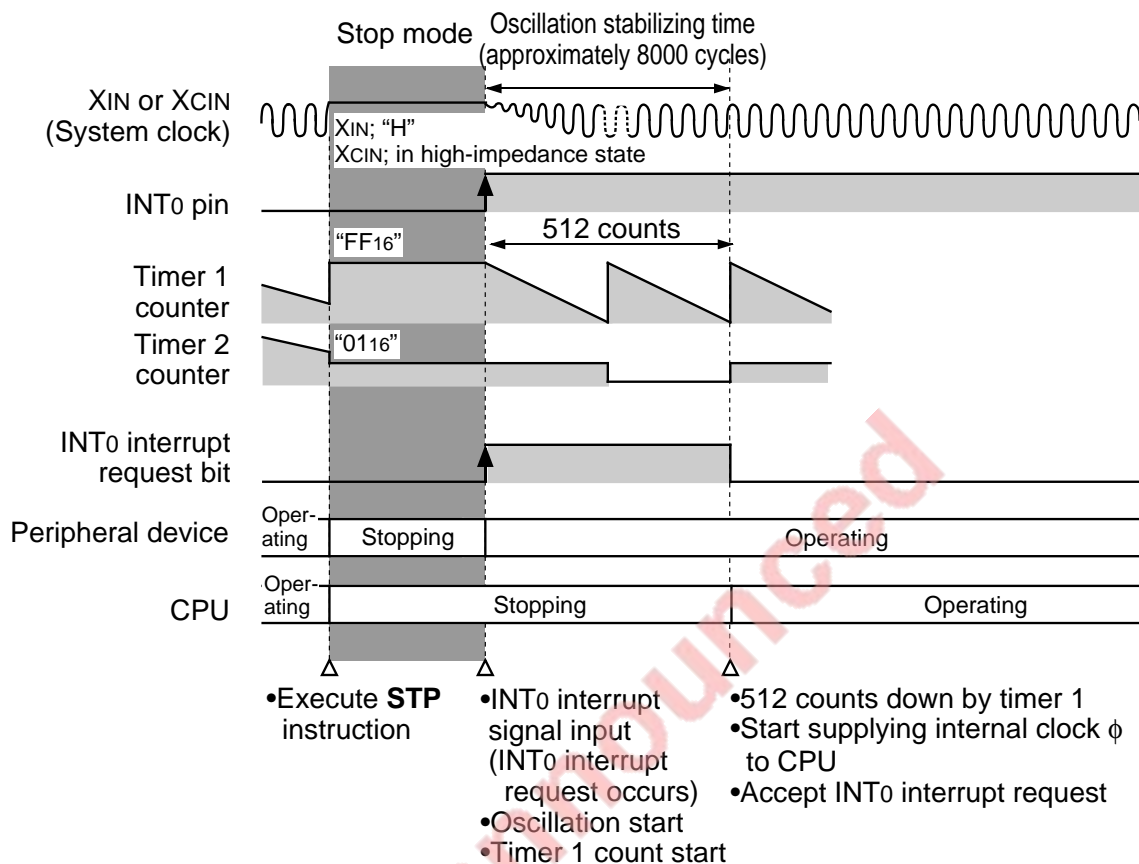 Stop mode
Oscillation stabilizing time
(approximately 8000 cycles)
XIN or XCIN
(System clock)
XIN; “H”
XCIN; in high-impedance state
INT0 pin
“FF16”
512 counts
Timer 1
counter
“0116”
Timer 2
counter
INT0 interrupt
request bit
Peripheral device
Oper-
ating
Stopping
Operating
CPU
Oper-
ating
Stopping
Operating
•Execute STP
instruction
•INT0 interrupt
signal input
(INT0 interrupt
request occurs)
•Oscillation start
•Timer 1 count start
•512 counts down by timer 1
•Start supplying internal clock ϕ
to CPU
•Accept INT0 interrupt request
nnounced